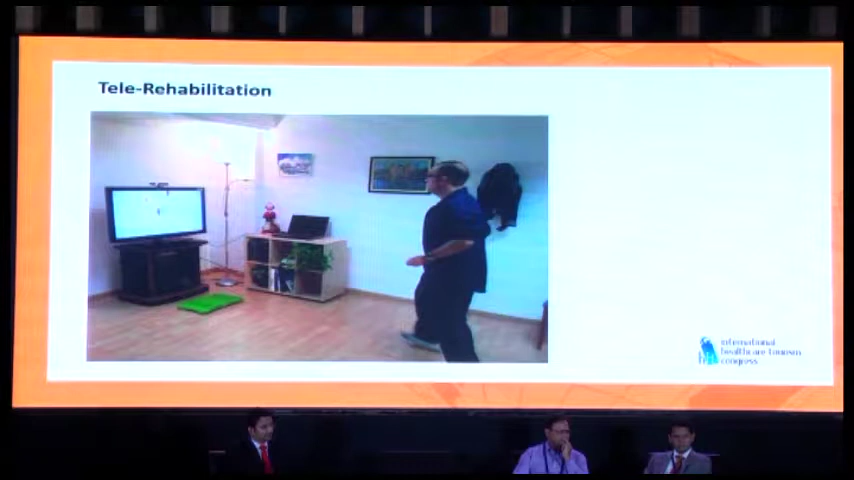 Tele-Rehabilitation
international
healthcare tourism
congress